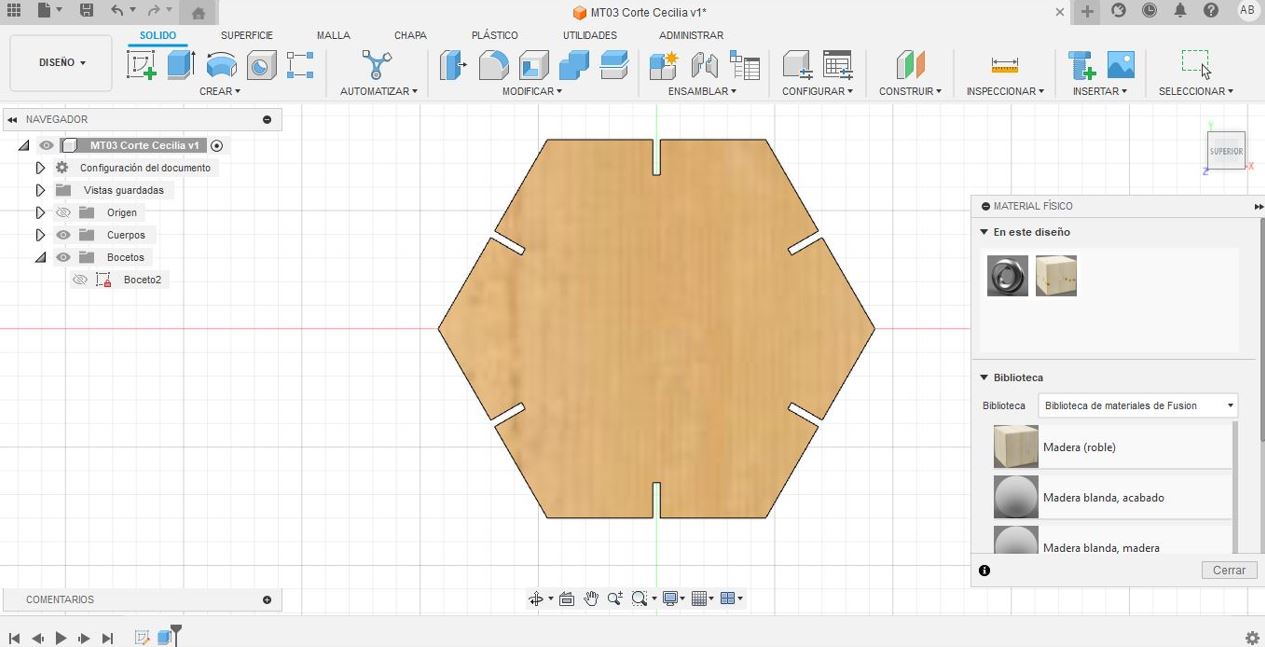 MT03 Corte Cecilia v1*
AB
DISEÑO
SOLIDO
SUPERFICIE
MALLA
CHAPA
PLÁSTICO
UTILIDADES
ADMINISTRAR
CREAR
AUTOMATIZAR
MODIFICAR
ENSAMBLAR
CONFIGURAR
CONSTRUIR
INSPECCIONAR
INSERTAR
SELECCIONAR
NAVEGADOR
MT03 Corte Cecilia v1
Configuración del documento
Vistas guardadas
Origen
Cuerpos
Bocetos
Boceto2
Y
SUPERIOR
X
Z
MATERIAL FÍSICO
En este diseño
Biblioteca
Biblioteca
Biblioteca de materiales de Fusion
Madera (roble)
Madera blanda, acabado
Madera blanda, madera
Cerrar
COMENTARIOS